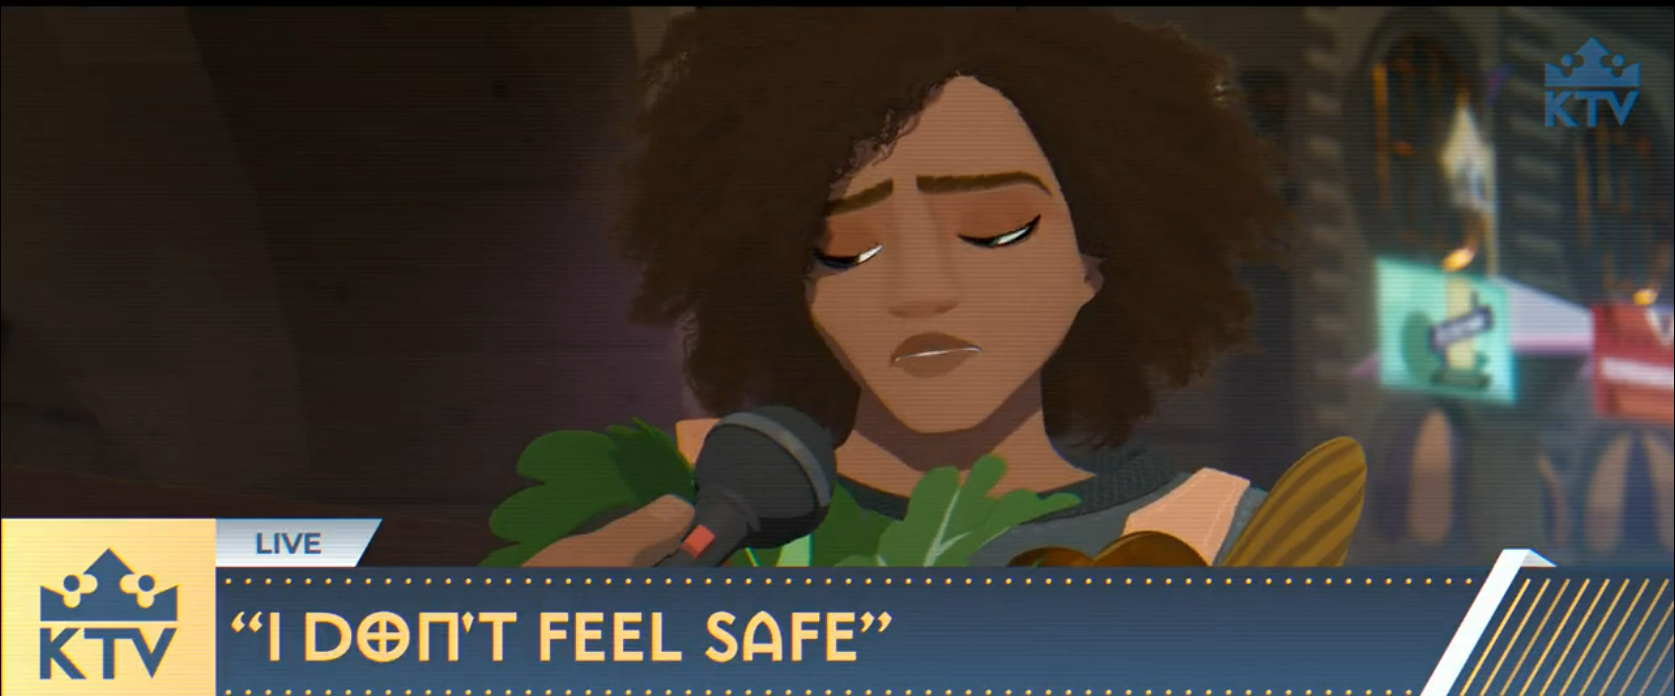 KTV
LIVE
KTV
“I DON'T FEEL SAFE”